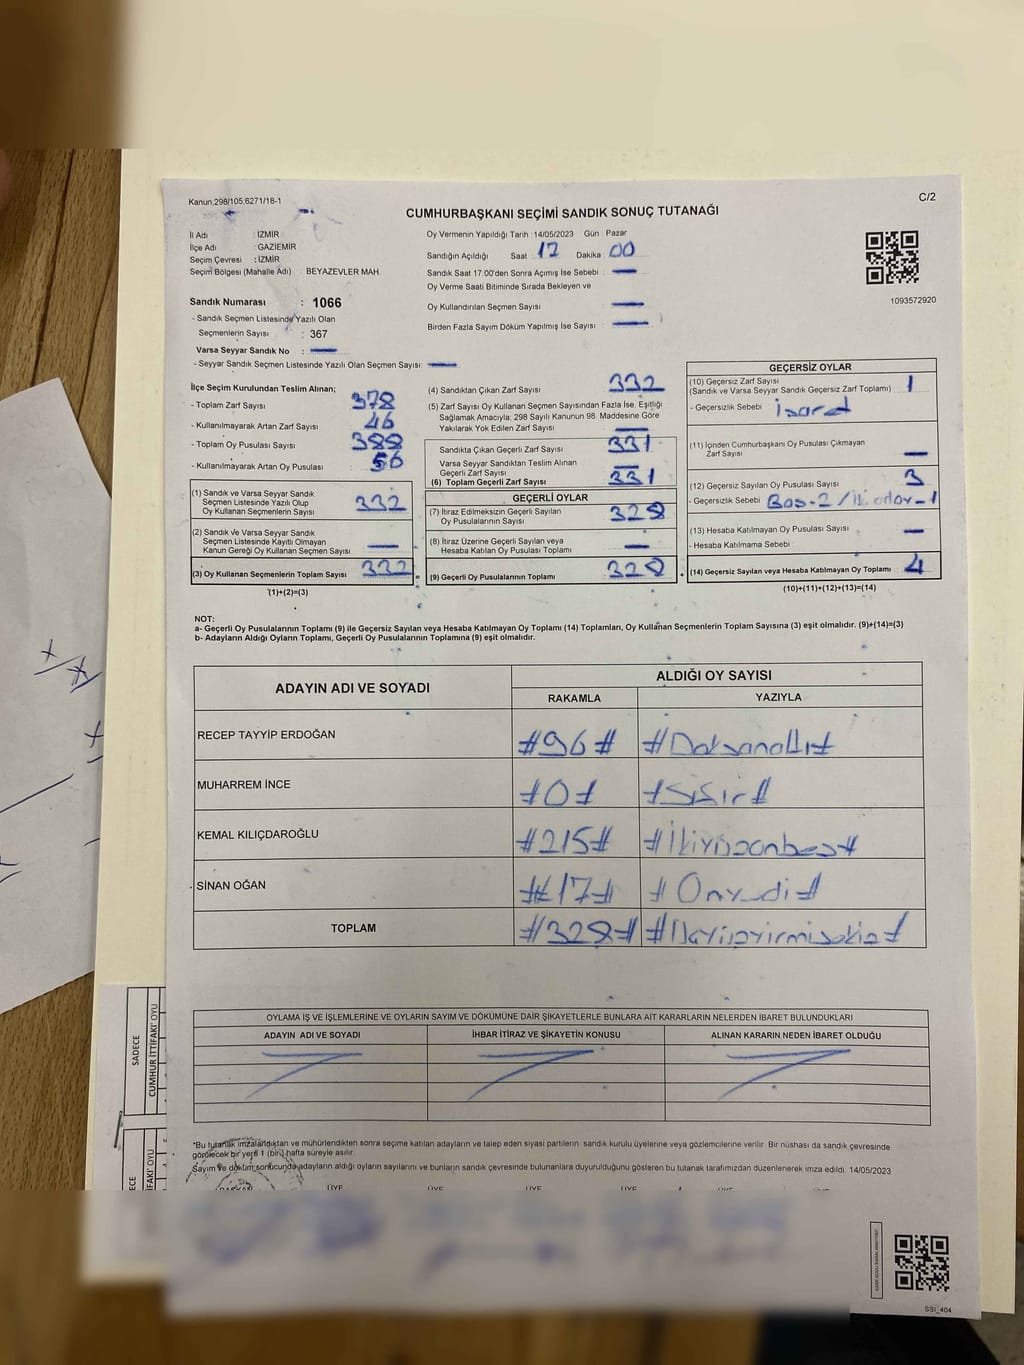 Kanun,298/105,6271/18-1
C/2
CUMHURBAŞKANI SEÇİMİ SANDIK SONUÇ TUTANAĞI
İl Adı : İZMİR
İlçe Adı : GAZİEMİR
Seçim Çevresi : İZMİR
Seçim Bölgesi (Mahalle Adı) : BEYAZEVLER MAH.
Sandık Numarası : 1066
- Sandık Seçmen Listesinde Yazılı Olan
Seçmenlerin Sayısı : 367
Varsa Seyyar Sandık No : —
- Seyyar Sandık Seçmen Listesinde Yazılı Olan Seçmen Sayısı: —
Oy Vermenin Yapıldığı Tarih :14/05/2023 Gün Pazar
Sandığın Açıldığı Saat 17 Dakika 00
Sandık Saat 17:00'den Sonra Açımış İse Sebebi —
Oy Verme Saati Bitiminde Sırada Bekleyen ve
Oy Kullandırılan Seçmen Sayısı —
Birden Fazla Sayım Döküm Yapılmış İse Sayısı : —
1093572920
İlçe Seçim Kurulundan Teslim Alınan;
- Toplam Zarf Sayısı 378
- Kullanılmayarak Artan Zarf Sayısı 46
- Toplam Oy Pusulası Sayısı 388
- Kullanılmayarak Artan Oy Pusulası 56
(1) Sandık ve Varsa Seyyar Sandık
Seçmen Listesinde Yazılı Olup
Oy Kullanan Seçmenlerin Sayısı 332
(2) Sandık ve Varsa Seyyar Sandık
Seçmen Listesinde Kayıtlı Olmayan
Kanun Gereği Oy Kullanan Seçmen Sayısı —
(3) Oy Kullanan Seçmenlerin Toplam Sayısı 332
(1)+(2)=(3)
(4) Sandıktan Çıkan Zarf Sayısı 332
(5) Zarf Sayısı Oy Kullanan Seçmen Sayısından Fazla İse, Eşitliği
Sağlamak Amacıyla, 298 Sayılı Kanunun 98. Maddesine Göre
Yakılarak Yok Edilen Zarf Sayısı —
Sandıkta Çıkan Geçerli Zarf Sayısı 331
Varsa Seyyar Sandıktan Teslim Alınan
Geçerli Zarf Sayısı —
(6) Toplam Geçerli Zarf Sayısı 331
GEÇERLİ OYLAR
(7) İtiraz Edilmeksizin Geçerli Sayılan
Oy Pusulalarının Sayısı 328
(8) İtiraz Üzerine Geçerli Sayılan veya
Hesaba Katılan Oy Pusulası Toplamı —
= (9) Geçerli Oy Pusulalarının Toplamı 328 +
GEÇERSİZ OYLAR
(10) Geçersiz Zarf Sayısı
(Sandık ve Varsa Seyyar Sandık Geçersiz Zarf Toplamı) 1
- Geçersizlik Sebebi
(11) İçinden Cumhurbaşkanı Oy Pusulası Çıkmayan
Zarf Sayısı —
(12) Geçersiz Sayılan Oy Pusulası Sayısı 3
- Geçersizlik Sebebi Boş-2 /
(13) Hesaba Katılmayan Oy Pusulası Sayısı —
- Hesaba Katılmama Sebebi
(14) Geçersiz Sayılan veya Hesaba Katılmayan Oy Toplamı 4
(10)+(11)+(12)+(13)=(14)
NOT:
a- Geçerli Oy Pusulalarının Toplamı (9) ile Geçersiz Sayılan veya Hesaba Katılmayan Oy Toplamı (14) Toplamları, Oy Kullanan Seçmenlerin Toplam Sayısına (3) eşit olmalıdır. (9)+(14)=(3)
b- Adayların Aldığı Oyların Toplamı, Geçerli Oy Pusulalarının Toplamına (9) eşit olmalıdır.
ADAYIN ADI VE SOYADI
ALDIĞI OY SAYISI
RAKAMLA YAZIYLA
RECEP TAYYİP ERDOĞAN #96# #Doksanaltı#
MUHARREM İNCE #0# #Sıfır#
KEMAL KILIÇDAROĞLU #215# #İkiyüzonbeş#
SİNAN OĞAN #17# #Onyedi#
TOPLAM #328# #Üçyüzyirmisekiz#
OYLAMA İŞ VE İŞLEMLERİNE VE OYLARIN SAYIM VE DÖKÜMÜNE DAİR ŞİKAYETLERLE BUNLARA AİT KARARLARIN NELERDEN İBARET BULUNDUKLARI
ADAYIN ADI VE SOYADI İHBAR İTİRAZ VE ŞİKAYETİN KONUSU ALINAN KARARIN NEDEN İBARET OLDUĞU
*Bu tutanak imzalandıktan ve mühürlendikten sonra seçime katılan adayların ve talep eden siyasi partilerin sandık kurulu üyelerine veya gözlemcilerine verilir. Bir nüshası da sandık çevresinde
görülecek bir yere 1 (bir) hafta süreyle asılır.
Sayım ve döküm sonucunda adayların aldığı oyların sayılarını ve bunların sandık çevresinde bulunanlara duyurulduğunu gösteren bu tutanak tarafımızdan düzenlenerek imza edildi. 14/05/2023
BAŞKAN ÜYE ÜYE ÜYE ÜYE ÜYE ÜYE
SADECE
CUMHUR İTTİFAKI OYU
ECE
İFAKI OYU
SSI_404